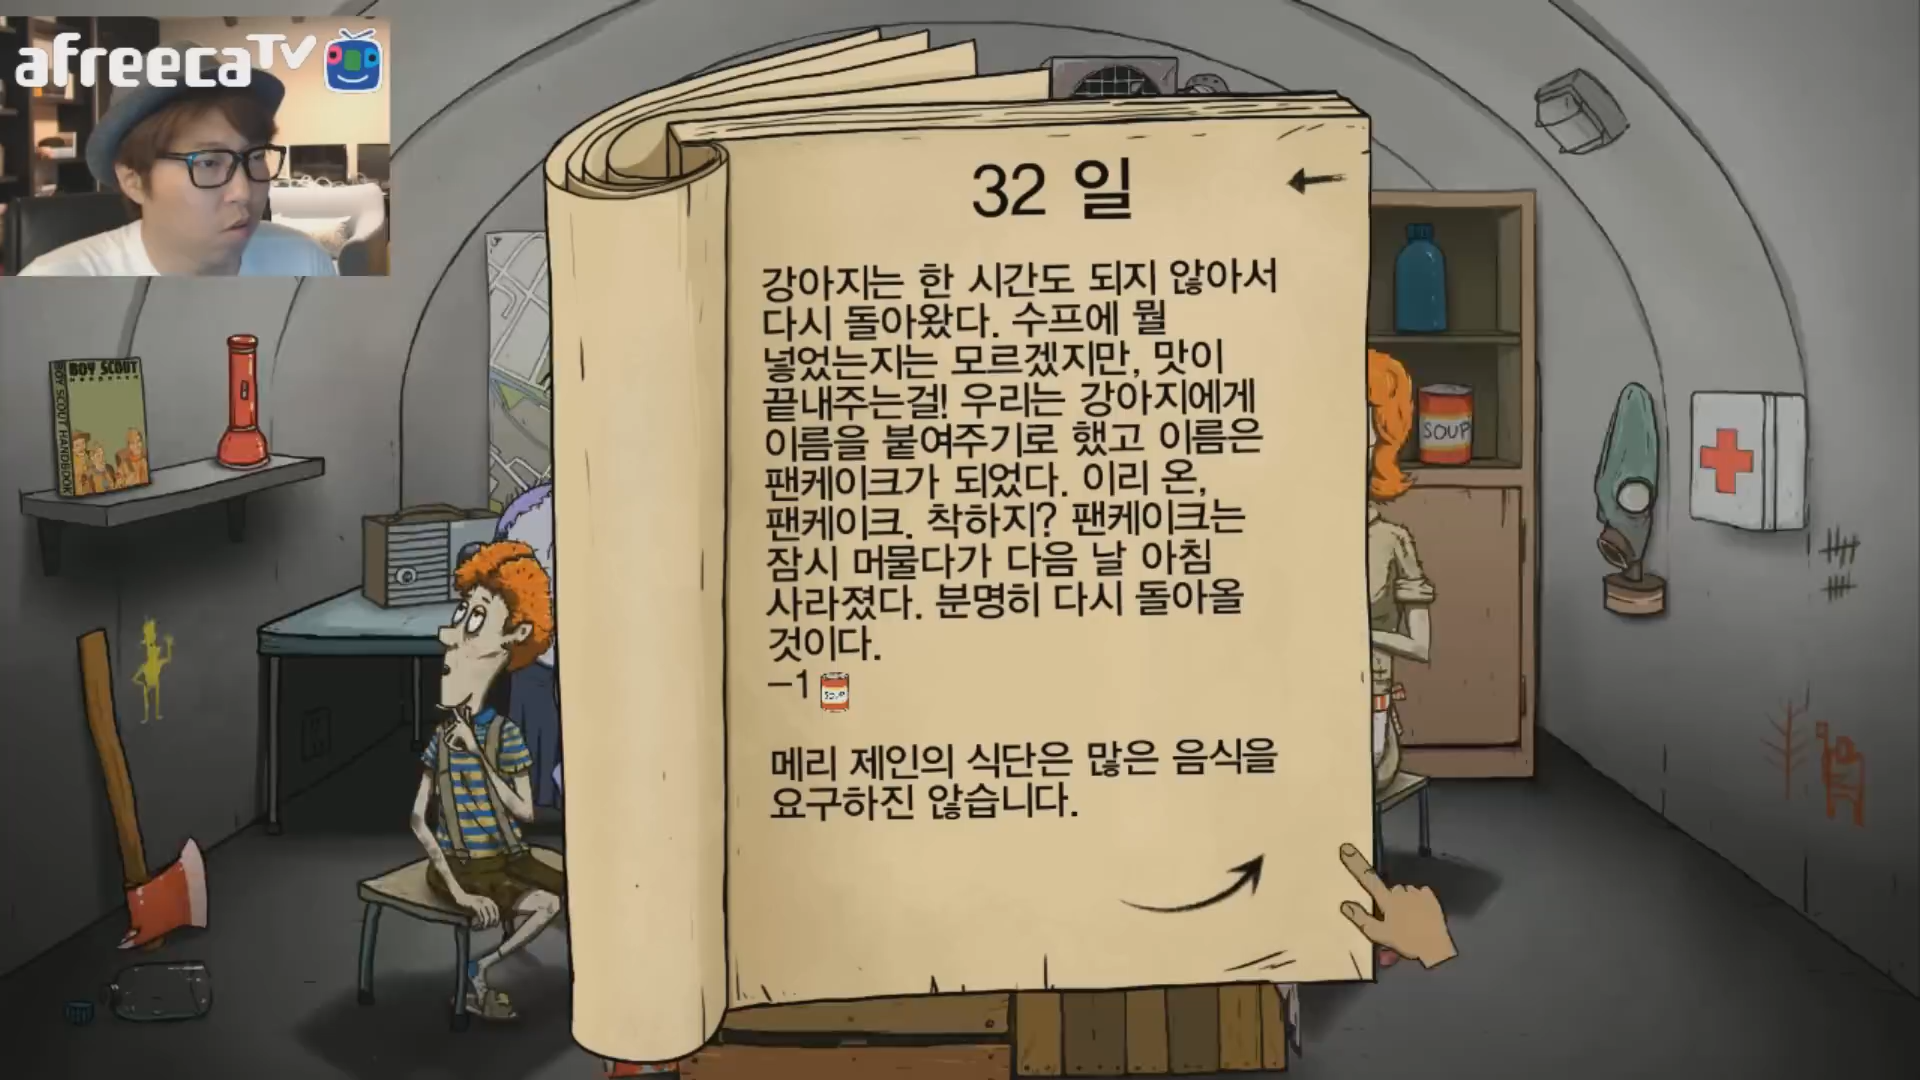 afreecaTV
32 일
강아지는 한 시간도 되지 않아서
다시 돌아왔다. 수프에 뭘
넣었는지는 모르겠지만, 맛이
끝내주는걸! 우리는 강아지에게
이름을 붙여주기로 했고 이름은
팬케이크가 되었다. 이리 온,
팬케이크. 착하지? 팬케이크는
잠시 머물다가 다음 날 아침
사라졌다. 분명히 다시 돌아올
것이다.
-1
SOUP
메리 제인의 식단은 많은 음식을
요구하진 않습니다.
BOY SCOUT
BOY SCOUT HANDBOOK
SOUP